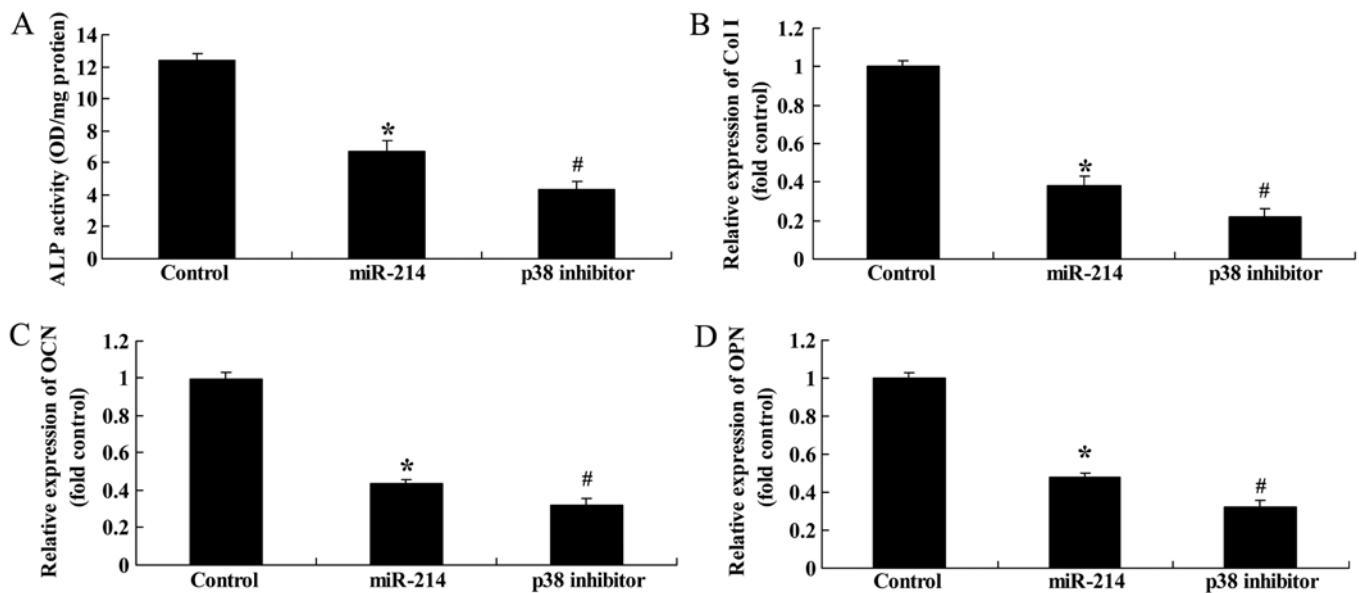 A
ALP activity (OD/mg protien)
14
12
10
8
6
4
2
0
*
#
Control
miR-214
p38 inhibitor
B
Relative expression of Col I
(fold control)
1.2
1
0.8
0.6
0.4
0.2
0
*
#
Control
miR-214
p38 inhibitor
C
Relative expression of OCN
(fold control)
1.2
1
0.8
0.6
0.4
0.2
0
*
#
Control
miR-214
p38 inhibitor
D
Relative expression of OPN
(fold control)
1.2
1
0.8
0.6
0.4
0.2
0
*
#
Control
miR-214
p38 inhibitor